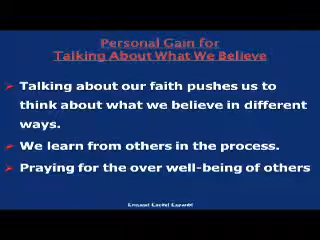 Personal Gain for
Talking About What We Believe
Talking about our faith pushes us to
think about what we believe in different
ways.
We learn from others in the process.
Praying for the over well-being of others